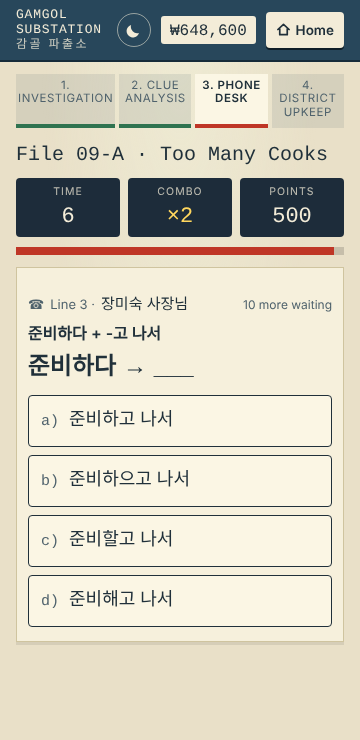 GAMGOL
SUBSTATION
감골 파출소
₩648,600
Home
1.
INVESTIGATION
2. CLUE
ANALYSIS
3. PHONE
DESK
4.
DISTRICT
UPKEEP
File 09-A · Too Many Cooks
TIME
6
COMBO
×2
POINTS
500
☎ Line 3 · 장미숙 사장님
10 more waiting
준비하다 + -고 나서
준비하다 → ____
a) 준비하고 나서
b) 준비하으고 나서
c) 준비할고 나서
d) 준비해고 나서